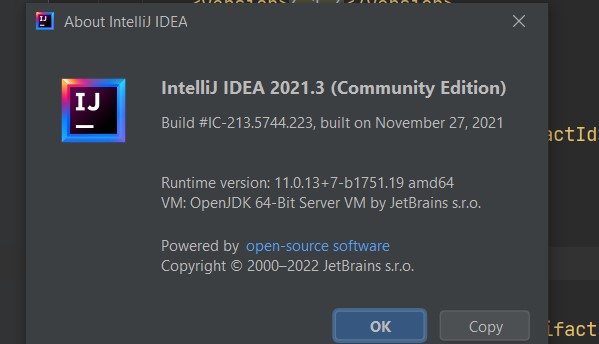 About IntelliJ IDEA
IJ
IntelliJ IDEA 2021.3 (Community Edition)
Build #IC-213.5744.223, built on November 27, 2021
actIds
Runtime version: 11.0.13+7-b1751.19 amd64
VM: OpenJDK 64-Bit Server VM by JetBrains s.r.o.
Powered by open-source software
Copyright © 2000–2022 JetBrains s.r.o.
OK
Copy
ifact